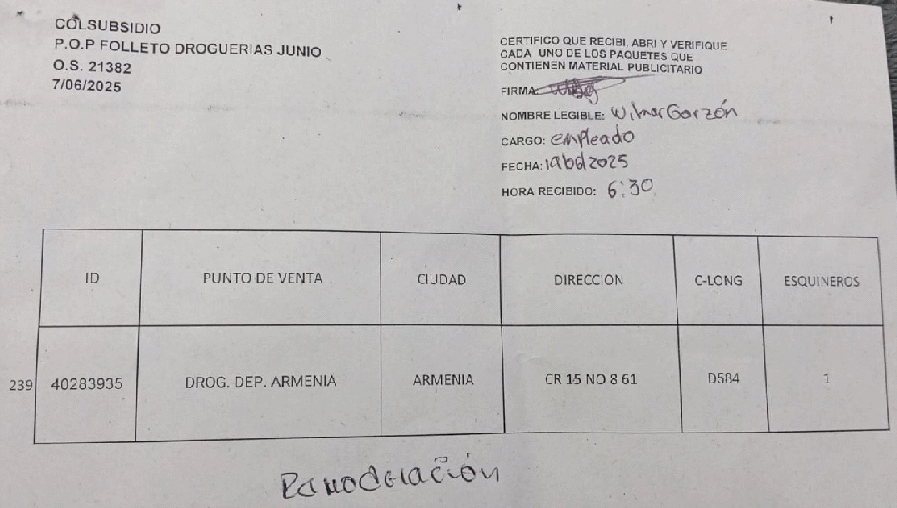 COLSUBSIDIO
P.O.P FOLLETO DROGUERIAS JUNIO
O.S. 21382
7/06/2025
CERTIFICO QUE RECIBI, ABRI Y VERIFIQUE
CADA UNO DE LOS PAQUETES QUE
CONTIENEN MATERIAL PUBLICITARIO
FIRMA:
NOMBRE LEGIBLE: Wilmar Garzón
CARGO: empleado
FECHA: 2025
HORA RECIBIDO: 6:30
ID PUNTO DE VENTA CIUDAD DIRECCION C-LONG ESQUINEROS
239 40283935 DROG. DEP. ARMENIA ARMENIA CR 15 NO 8 61 D584 1
Remodelación